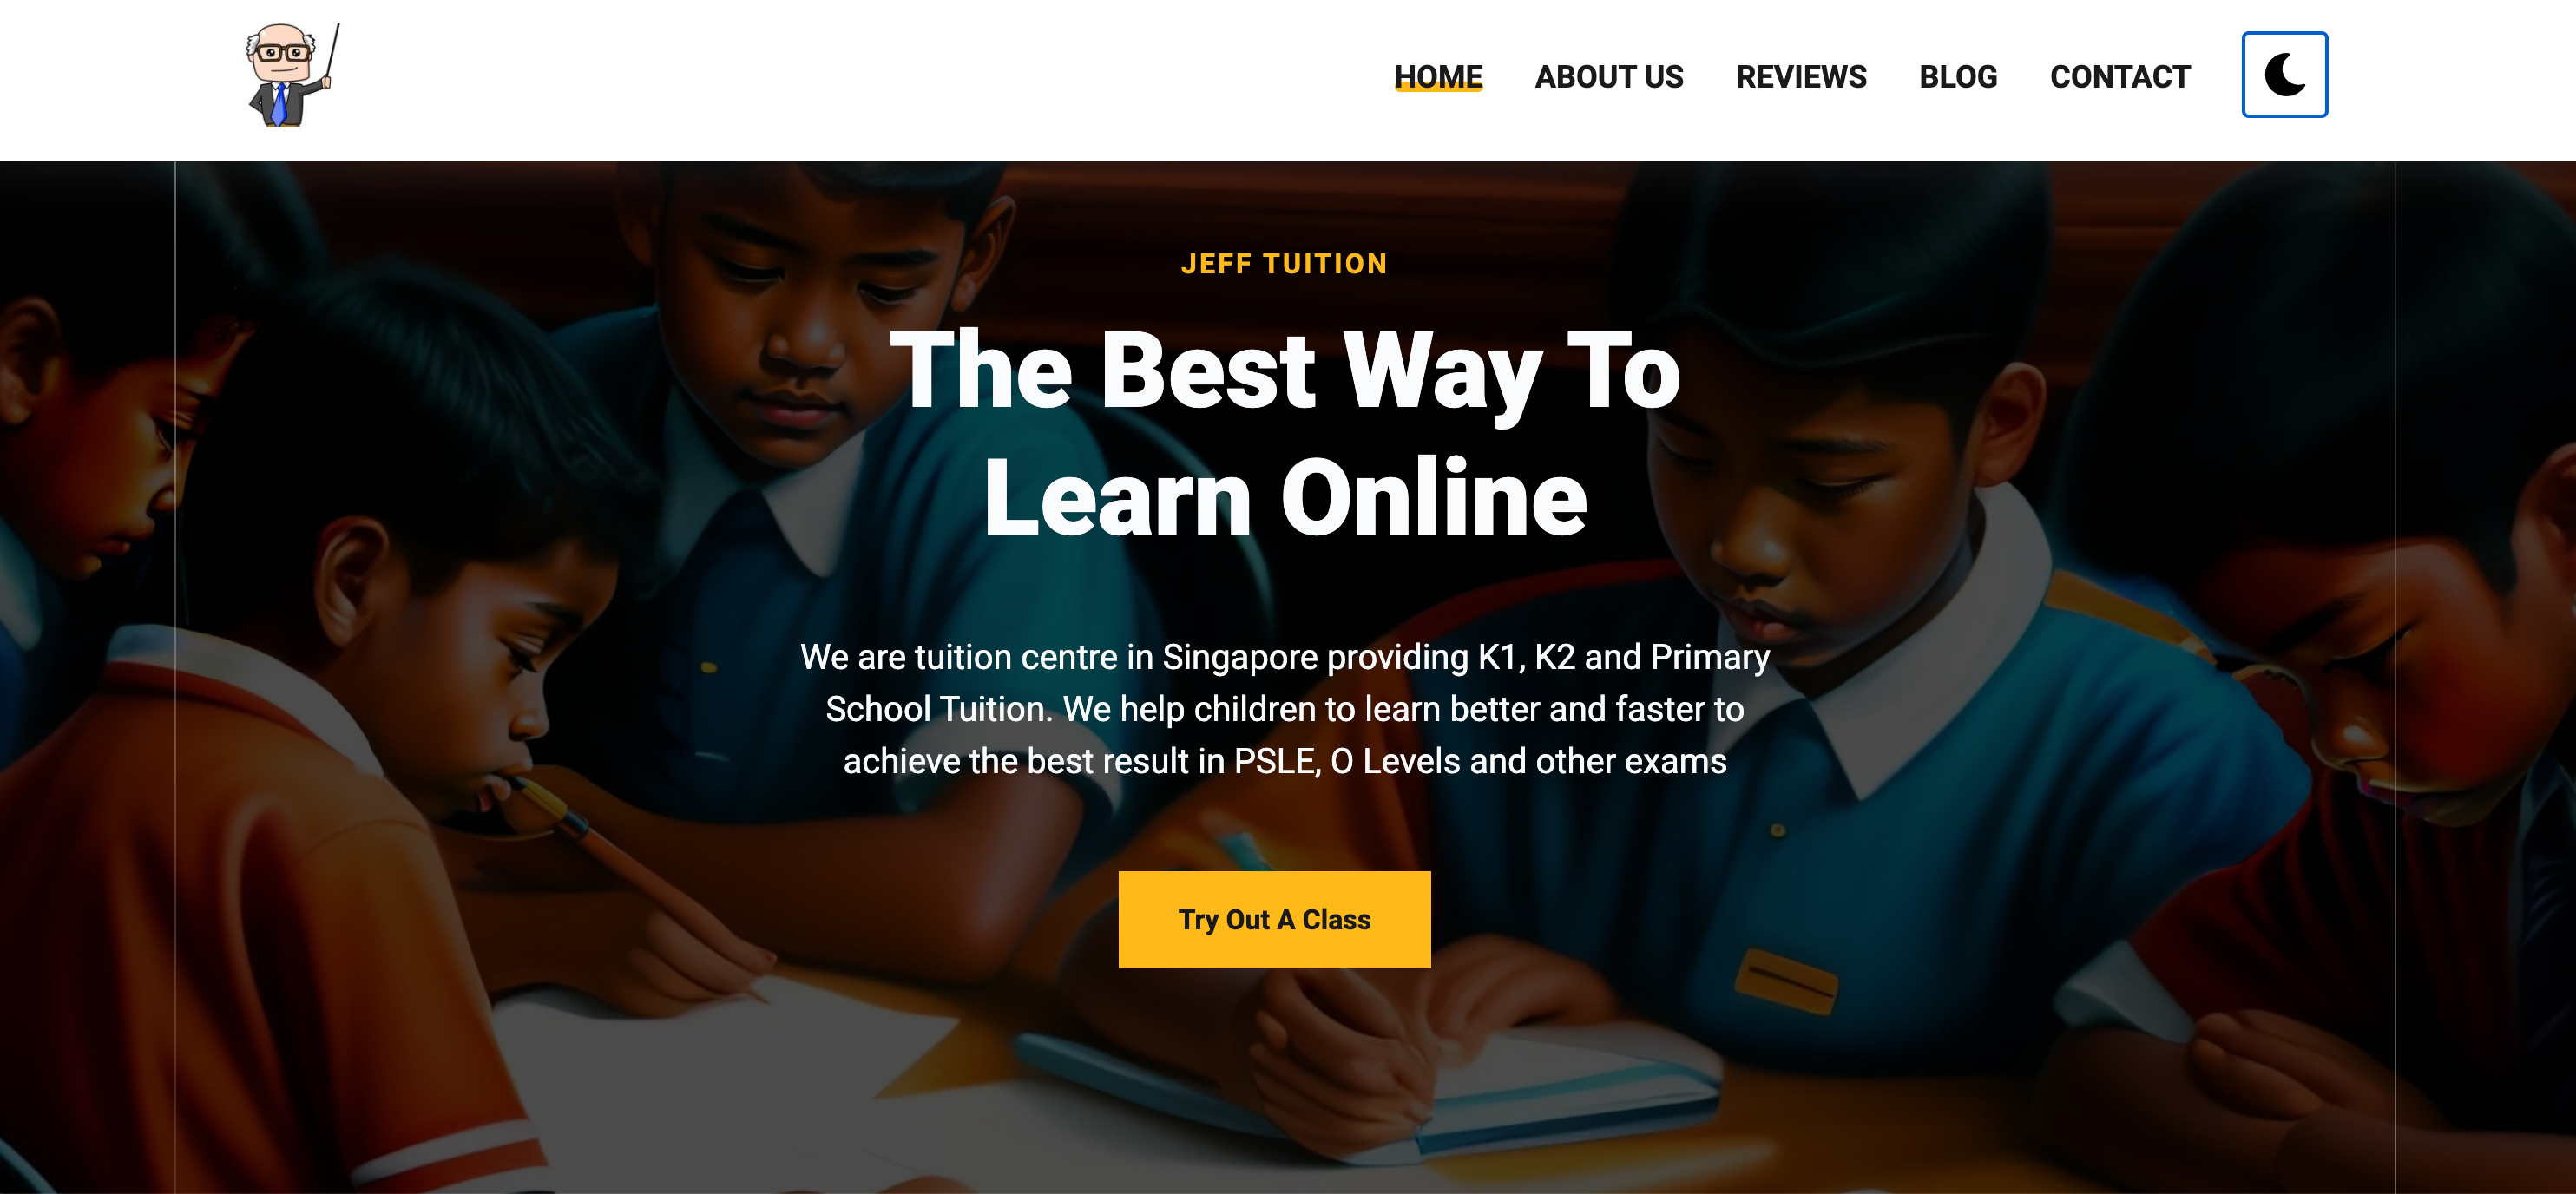 HOME ABOUT US REVIEWS BLOG CONTACT
JEFF TUITION
The Best Way To
Learn Online
We are tuition centre in Singapore providing K1, K2 and Primary
School Tuition. We help children to learn better and faster to
achieve the best result in PSLE, O Levels and other exams
Try Out A Class